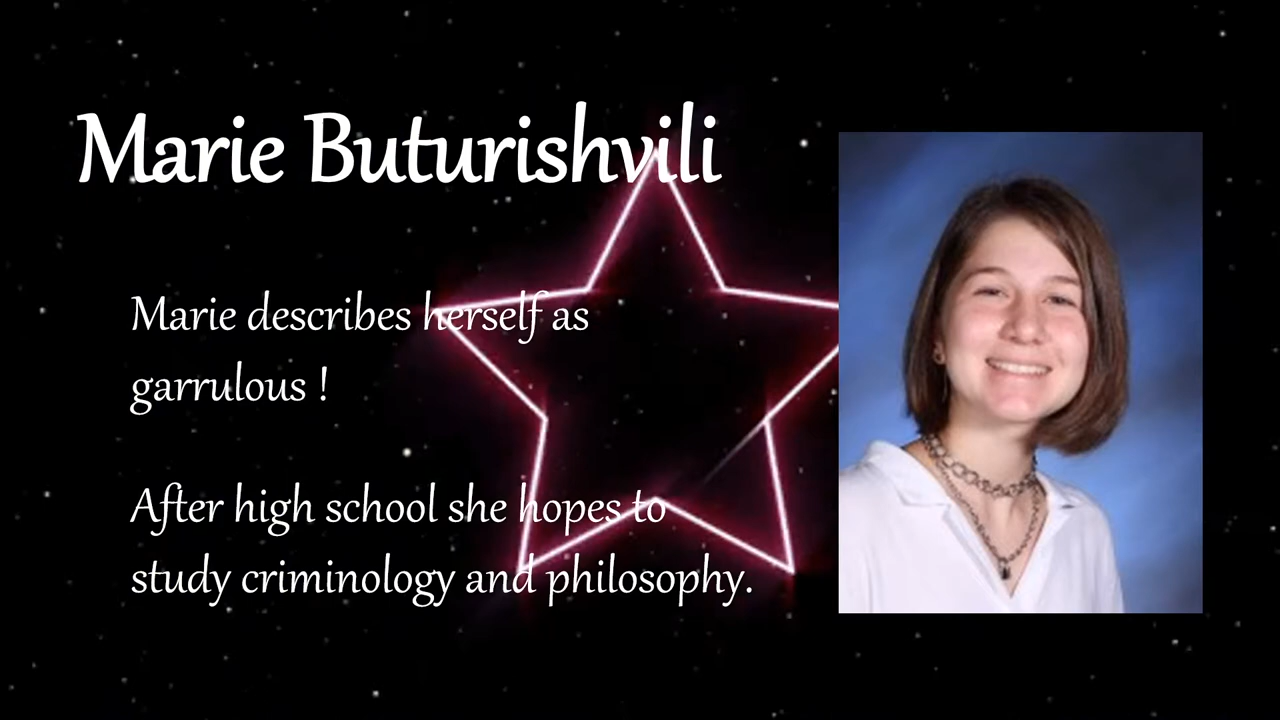 Marie Buturishvili
Marie describes herself as
garrulous !
After high school she hopes to
study criminology and philosophy.